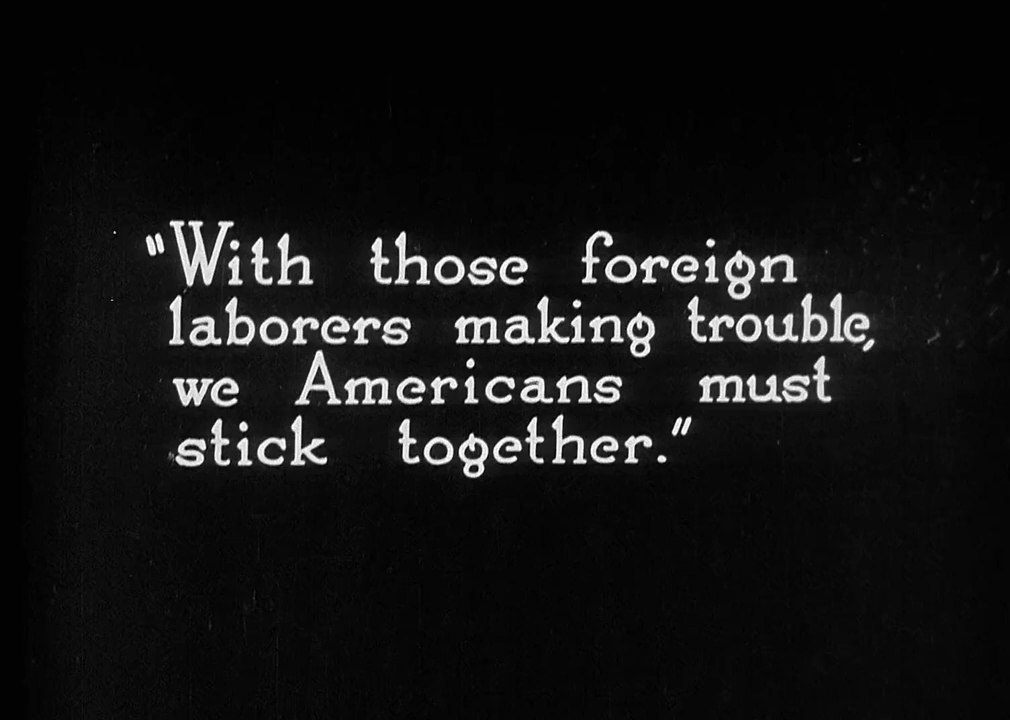 "With those foreign
laborers making trouble,
we Americans must
stick together."